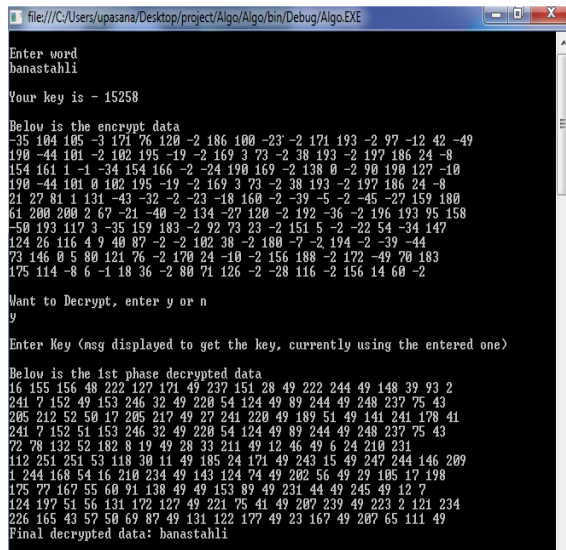 file:///C:/Users/upasana/Desktop/project/Algo/Algo/bin/Debug/Algo.EXE
Enter word
banastahli
Your key is - 15258
Below is the encrypt data
-35 104 105 -3 171 76 120 -2 186 100 -23 -2 171 193 -2 97 -12 42 -49
190 -44 101 -2 102 195 -19 -2 169 3 73 -2 38 193 -2 197 186 24 -8
154 161 1 -1 -34 154 166 -2 -24 190 169 -2 138 0 -2 90 190 127 -10
190 -44 101 0 102 195 -19 -2 169 3 73 -2 38 193 -2 197 186 24 -8
21 27 81 1 131 -43 -32 -2 -23 -18 160 -2 -39 -5 -2 -45 -27 159 180
61 200 200 2 67 -21 -40 -2 134 -27 120 -2 192 -36 -2 196 193 95 158
-50 193 117 3 -35 159 183 -2 92 73 23 -2 151 5 -2 -22 54 -34 147
124 26 116 4 9 40 87 -2 -2 102 38 -2 180 -7 -2 194 -2 -39 -44
73 146 0 5 80 121 76 -2 170 24 -10 -2 156 188 -2 172 -49 70 183
175 114 -8 6 -1 18 36 -2 80 71 126 -2 -28 116 -2 156 14 60 -2
Want to Decrypt, enter y or n
y
Enter Key (msg displayed to get the key, currently using the entered one)
Below is the 1st phase decrypted data
16 155 156 48 222 127 171 49 237 151 28 49 222 244 49 148 39 93 2
241 7 152 49 153 246 32 49 220 54 124 49 89 244 49 248 237 75 43
205 212 52 50 17 205 217 49 27 241 220 49 189 51 49 141 241 178 41
241 7 152 51 153 246 32 49 220 54 124 49 89 244 49 248 237 75 43
72 78 132 52 182 8 19 49 28 33 211 49 12 46 49 6 24 210 231
112 251 251 53 118 30 11 49 185 24 171 49 243 15 49 247 244 146 209
1 244 168 54 16 210 234 49 143 124 74 49 202 56 49 29 105 17 198
175 77 167 55 60 91 138 49 49 153 89 49 231 44 49 245 49 12 7
124 197 51 56 131 172 127 49 221 75 41 49 207 239 49 223 2 121 234
226 165 43 57 50 69 87 49 131 122 177 49 23 167 49 207 65 111 49
Final decrypted data: banastahli